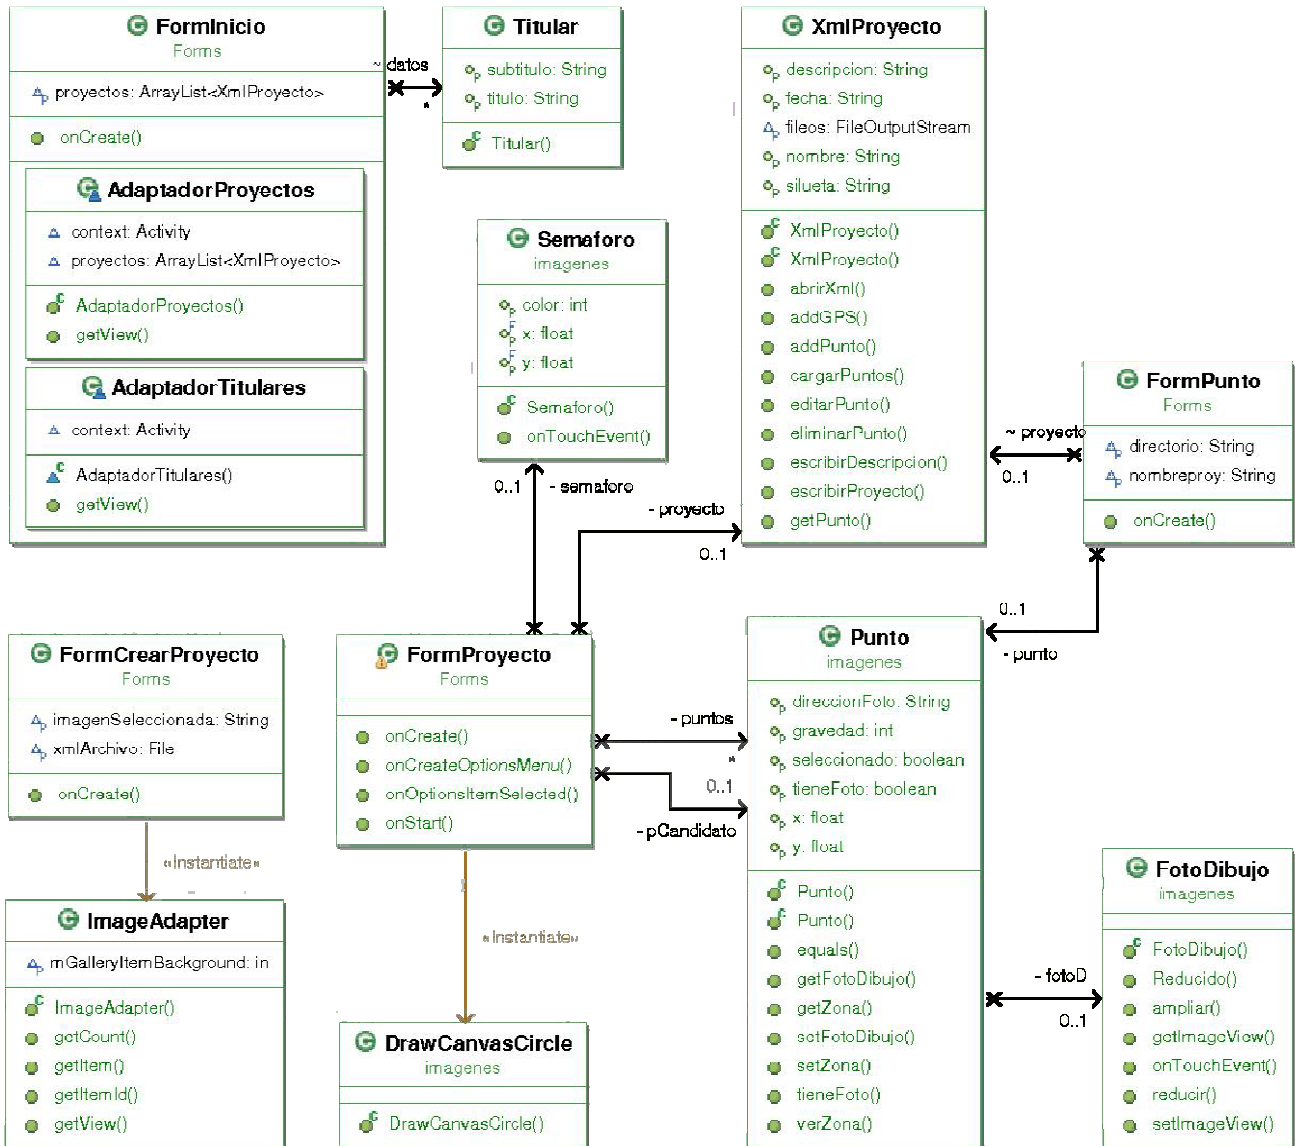 FormInicio
Forms
proyectos: ArrayList<XmlProyecto>
onCreate()
AdaptadorProyectos
context: Activity
proyectos: ArrayList<XmlProyecto>
AdaptadorProyectos()
getView()
AdaptadorTitulares
context: Activity
AdaptadorTitulares()
getView()
~ datos
*
Titular
subtitulo: String
titulo: String
Titular()
Semaforo
imagenes
color: int
x: float
y: float
Semaforo()
onTouchEvent()
0..1
- semaforo
XmlProyecto
descripcion: String
fecha: String
fileos: FileOutputStream
nombre: String
silueta: String
XmlProyecto()
XmlProyecto()
abrirXml()
addGPS()
addPunto()
cargarPuntos()
editarPunto()
eliminarPunto()
escribirDescripcion()
escribirProyecto()
getPunto()
- proyecto
0..1
~ proyecto
0..1
FormPunto
Forms
directorio: String
nombreproy: String
onCreate()
0..1
- punto
FormCrearProyecto
Forms
imagenSeleccionada: String
xmlArchivo: File
onCreate()
«Instantiate»
ImageAdapter
mGalleryItemBackground: in
ImageAdapter()
getCount()
getItem()
getItemId()
getView()
FormProyecto
Forms
onCreate()
onCreateOptionsMenu()
onOptionsItemSelected()
onStart()
«Instantiate»
DrawCanvasCircle
imagenes
DrawCanvasCircle()
- puntos
*
0..1
- pCandidato
Punto
imagenes
direccionFoto: String
gravedad: int
seleccionado: boolean
tieneFoto: boolean
x: float
y: float
Punto()
Punto()
equals()
getFotoDibujo()
getZona()
setFotoDibujo()
setZona()
tieneFoto()
verZona()
- fotoD
0..1
FotoDibujo
imagenes
FotoDibujo()
Reducido()
ampliar()
getImageView()
onTouchEvent()
reducir()
setImageView()